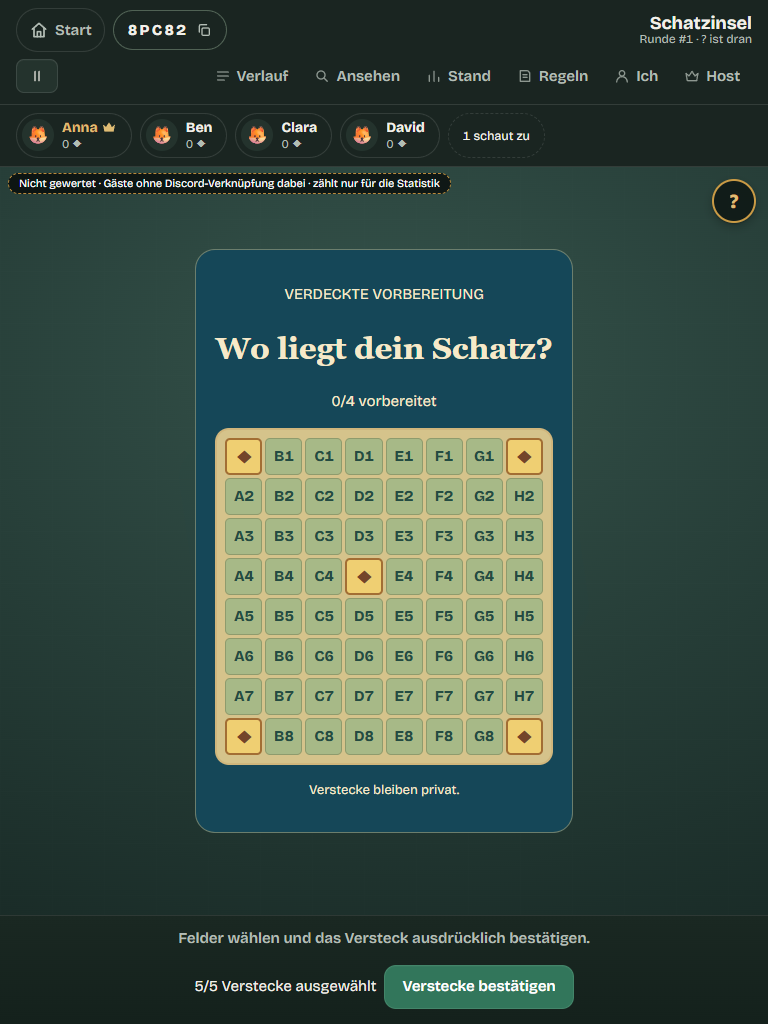 Start
8PC82
Schatzinsel
Runde #1 · ? ist dran
Verlauf
Ansehen
Stand
Regeln
Ich
Host
Anna
0
Ben
0
Clara
0
David
0
1 schaut zu
Nicht gewertet · Gäste ohne Discord-Verknüpfung dabei · zählt nur für die Statistik
?
VERDECKTE VORBEREITUNG
Wo liegt dein Schatz?
0/4 vorbereitet
B1 C1 D1 E1 F1 G1
A2 B2 C2 D2 E2 F2 G2 H2
A3 B3 C3 D3 E3 F3 G3 H3
A4 B4 C4 E4 F4 G4 H4
A5 B5 C5 D5 E5 F5 G5 H5
A6 B6 C6 D6 E6 F6 G6 H6
A7 B7 C7 D7 E7 F7 G7 H7
B8 C8 D8 E8 F8 G8
Verstecke bleiben privat.
Felder wählen und das Versteck ausdrücklich bestätigen.
5/5 Verstecke ausgewählt
Verstecke bestätigen